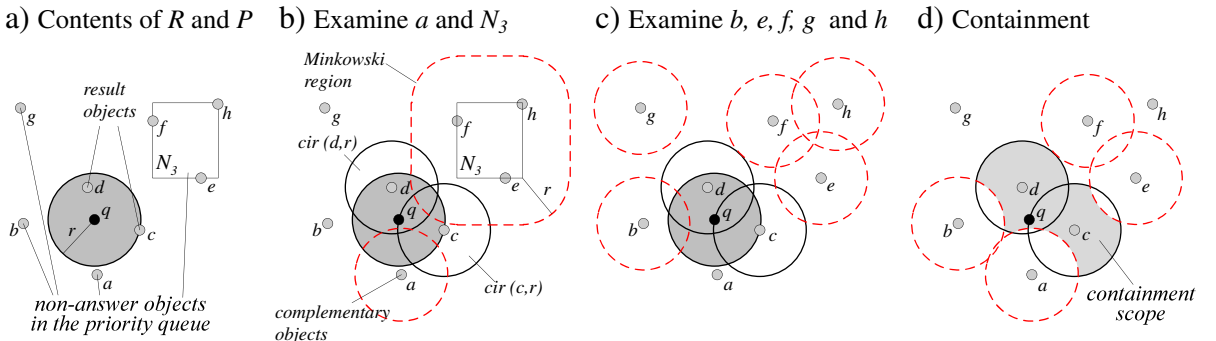 a) Contents of R and P
result
objects
g
f
h
N3
e
d
q
b
r
c
a
non-answer objects
in the priority queue
b) Examine a and N3
Minkowski
region
g
f
h
cir (d,r)
N3
e
d
r
q
b
c
a
cir (c,r)
complementary
objects
c) Examine b, e, f, g and h
g
f
h
d
e
q
b
c
a
d) Containment
g
f
h
d
e
q
b
c
a
containment
scope